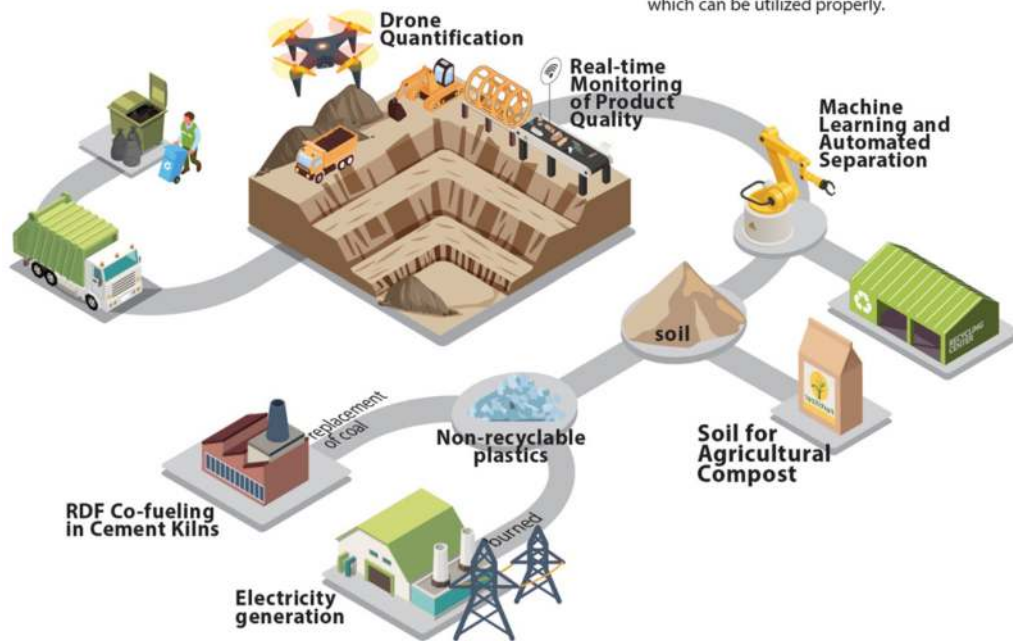 which can be utilized properly.
Drone
Quantification
Real-time
Monitoring
of Product
Quality
Machine
Learning and
Automated
Separation
RECYCLING
CENTER
soil
Soil for
Agricultural
Compost
Non-recyclable
plastics
replacement
of coal
RDF Co-fueling
in Cement Kilns
burned
Electricity
generation